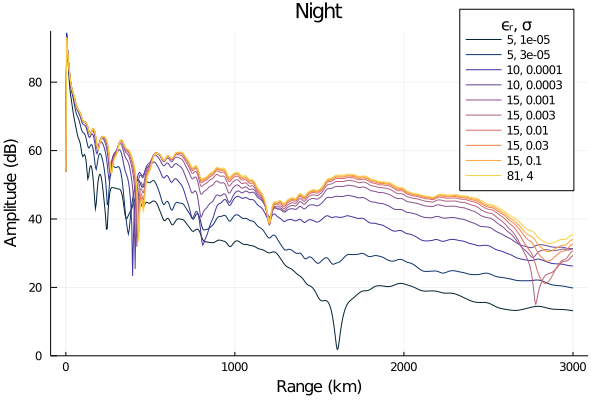 Night
ϵᵣ, σ
5, 1e-05
5, 3e-05
10, 0.0001
10, 0.0003
15, 0.001
15, 0.003
15, 0.01
15, 0.03
15, 0.1
81, 4
Amplitude (dB)
80
60
40
20
0
0 1000 2000 3000
Range (km)